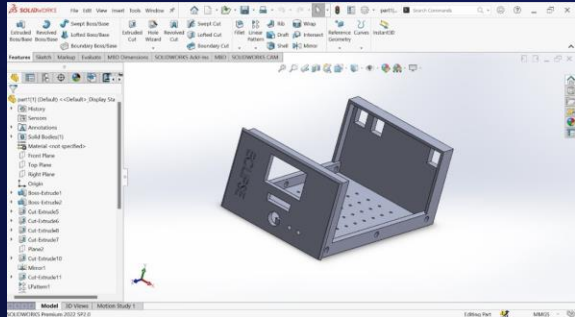 SOLIDWORKS File Edit View Insert Tools Window part1(1)... Search Commands
Extruded Boss/Base
Revolved Boss/Base
Swept Boss/Base
Lofted Boss/Base
Boundary Boss/Base
Extruded Cut
Hole Wizard
Revolved Cut
Swept Cut
Lofted Cut
Boundary Cut
Fillet
Linear Pattern
Rib
Draft
Shell
Wrap
Intersect
Mirror
Reference Geometry
Curves
Instant3D
Features Sketch Markup Evaluate MBD Dimensions SOLIDWORKS Add-Ins MBD SOLIDWORKS CAM
part1(1) (Default) <<Default>_Display Sta
History
Sensors
Annotations
Solid Bodies(1)
Material <not specified>
Front Plane
Top Plane
Right Plane
Origin
Boss-Extrude1
Boss-Extrude2
Cut-Extrude5
Cut-Extrude6
Cut-Extrude8
Cut-Extrude7
Plane2
Cut-Extrude10
Mirror1
Cut-Extrude11
LPattern1
Model 3D Views Motion Study 1
SOLIDWORKS Premium 2022 SP2.0 Editing Part MMGS